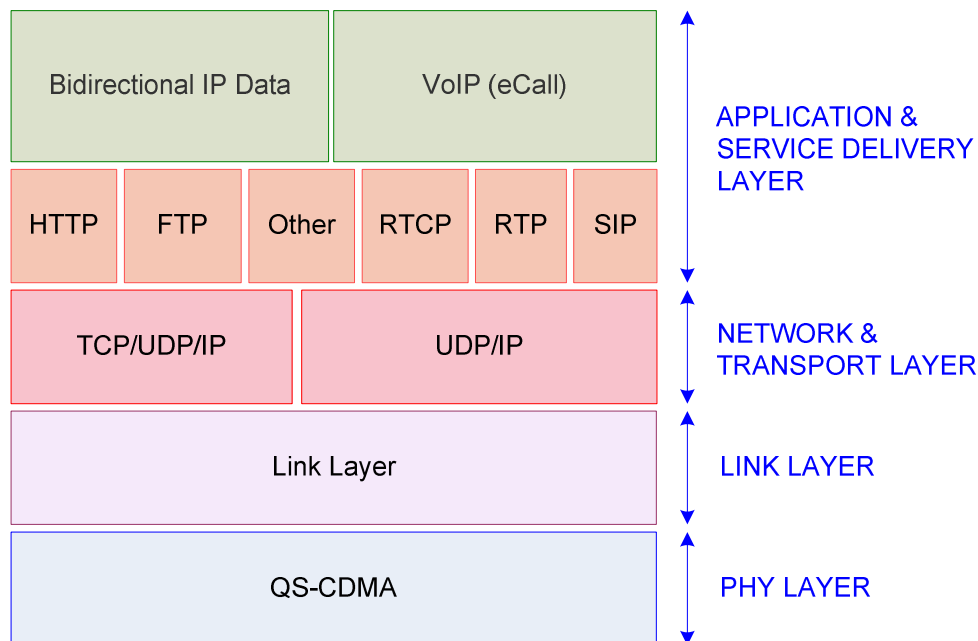 Bidirectional IP Data
VoIP (eCall)
APPLICATION &
SERVICE DELIVERY
LAYER
HTTP
FTP
Other
RTCP
RTP
SIP
TCP/UDP/IP
UDP/IP
NETWORK &
TRANSPORT LAYER
Link Layer
LINK LAYER
QS-CDMA
PHY LAYER